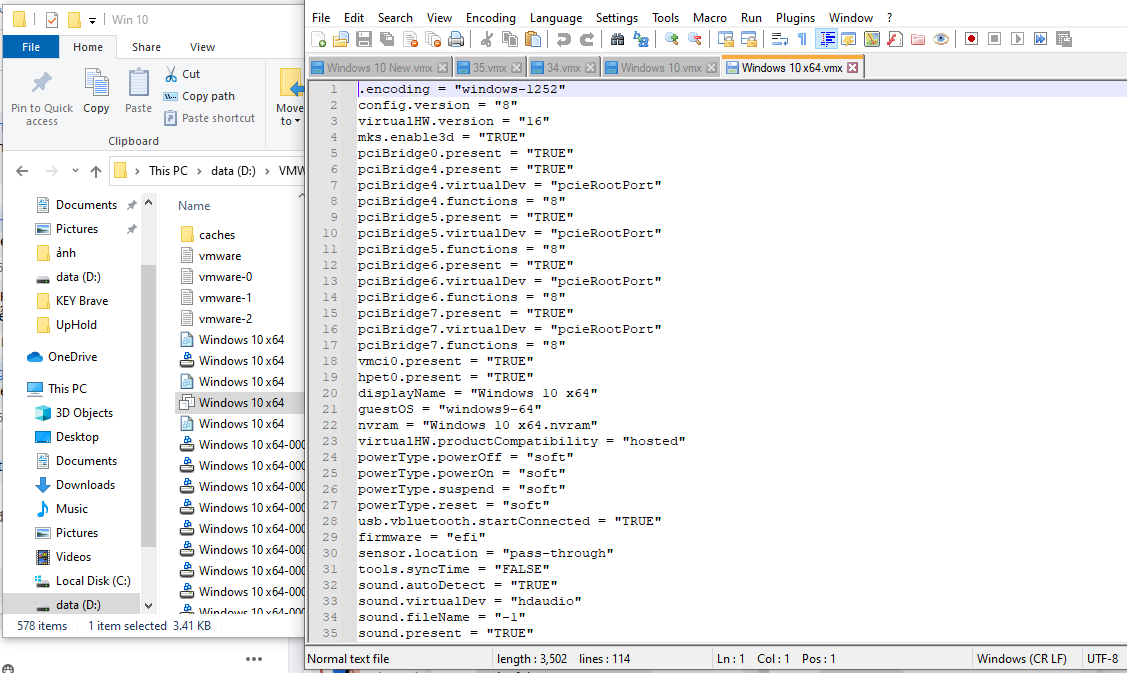 Win 10
File
Home
Share
View
Pin to Quick access
Copy
Paste
Cut
Copy path
Paste shortcut
Move to
Clipboard
This PC
data (D:)
VMW
Documents
Pictures
ảnh
data (D:)
KEY Brave
UpHold
OneDrive
This PC
3D Objects
Desktop
Documents
Downloads
Music
Pictures
Videos
Local Disk (C:)
data (D:)
Name
caches
vmware
vmware-0
vmware-1
vmware-2
Windows 10 x64
Windows 10 x64
Windows 10 x64
Windows 10 x64
Windows 10 x64
Windows 10 x64-000
Windows 10 x64-000
Windows 10 x64-000
Windows 10 x64-000
Windows 10 x64-000
Windows 10 x64-000
Windows 10 x64-000
Windows 10 x64-000
Windows 10 x64-000
578 items
1 item selected 3.41 KB
File Edit Search View Encoding Language Settings Tools Macro Run Plugins Window ?
Windows 10 New.vmx
35.vmx
34.vmx
Windows 10.vmx
Windows 10 x64.vmx
1 .encoding = "windows-1252"
2 config.version = "8"
3 virtualHW.version = "16"
4 mks.enable3d = "TRUE"
5 pciBridge0.present = "TRUE"
6 pciBridge4.present = "TRUE"
7 pciBridge4.virtualDev = "pcieRootPort"
8 pciBridge4.functions = "8"
9 pciBridge5.present = "TRUE"
10 pciBridge5.virtualDev = "pcieRootPort"
11 pciBridge5.functions = "8"
12 pciBridge6.present = "TRUE"
13 pciBridge6.virtualDev = "pcieRootPort"
14 pciBridge6.functions = "8"
15 pciBridge7.present = "TRUE"
16 pciBridge7.virtualDev = "pcieRootPort"
17 pciBridge7.functions = "8"
18 vmci0.present = "TRUE"
19 hpet0.present = "TRUE"
20 displayName = "Windows 10 x64"
21 guestOS = "windows9-64"
22 nvram = "Windows 10 x64.nvram"
23 virtualHW.productCompatibility = "hosted"
24 powerType.powerOff = "soft"
25 powerType.powerOn = "soft"
26 powerType.suspend = "soft"
27 powerType.reset = "soft"
28 usb.vbluetooth.startConnected = "TRUE"
29 firmware = "efi"
30 sensor.location = "pass-through"
31 tools.syncTime = "FALSE"
32 sound.autoDetect = "TRUE"
33 sound.virtualDev = "hdaudio"
34 sound.fileName = "-1"
35 sound.present = "TRUE"
Normal text file
length : 3,502 lines : 114
Ln : 1 Col : 1 Pos : 1
Windows (CR LF)
UTF-8